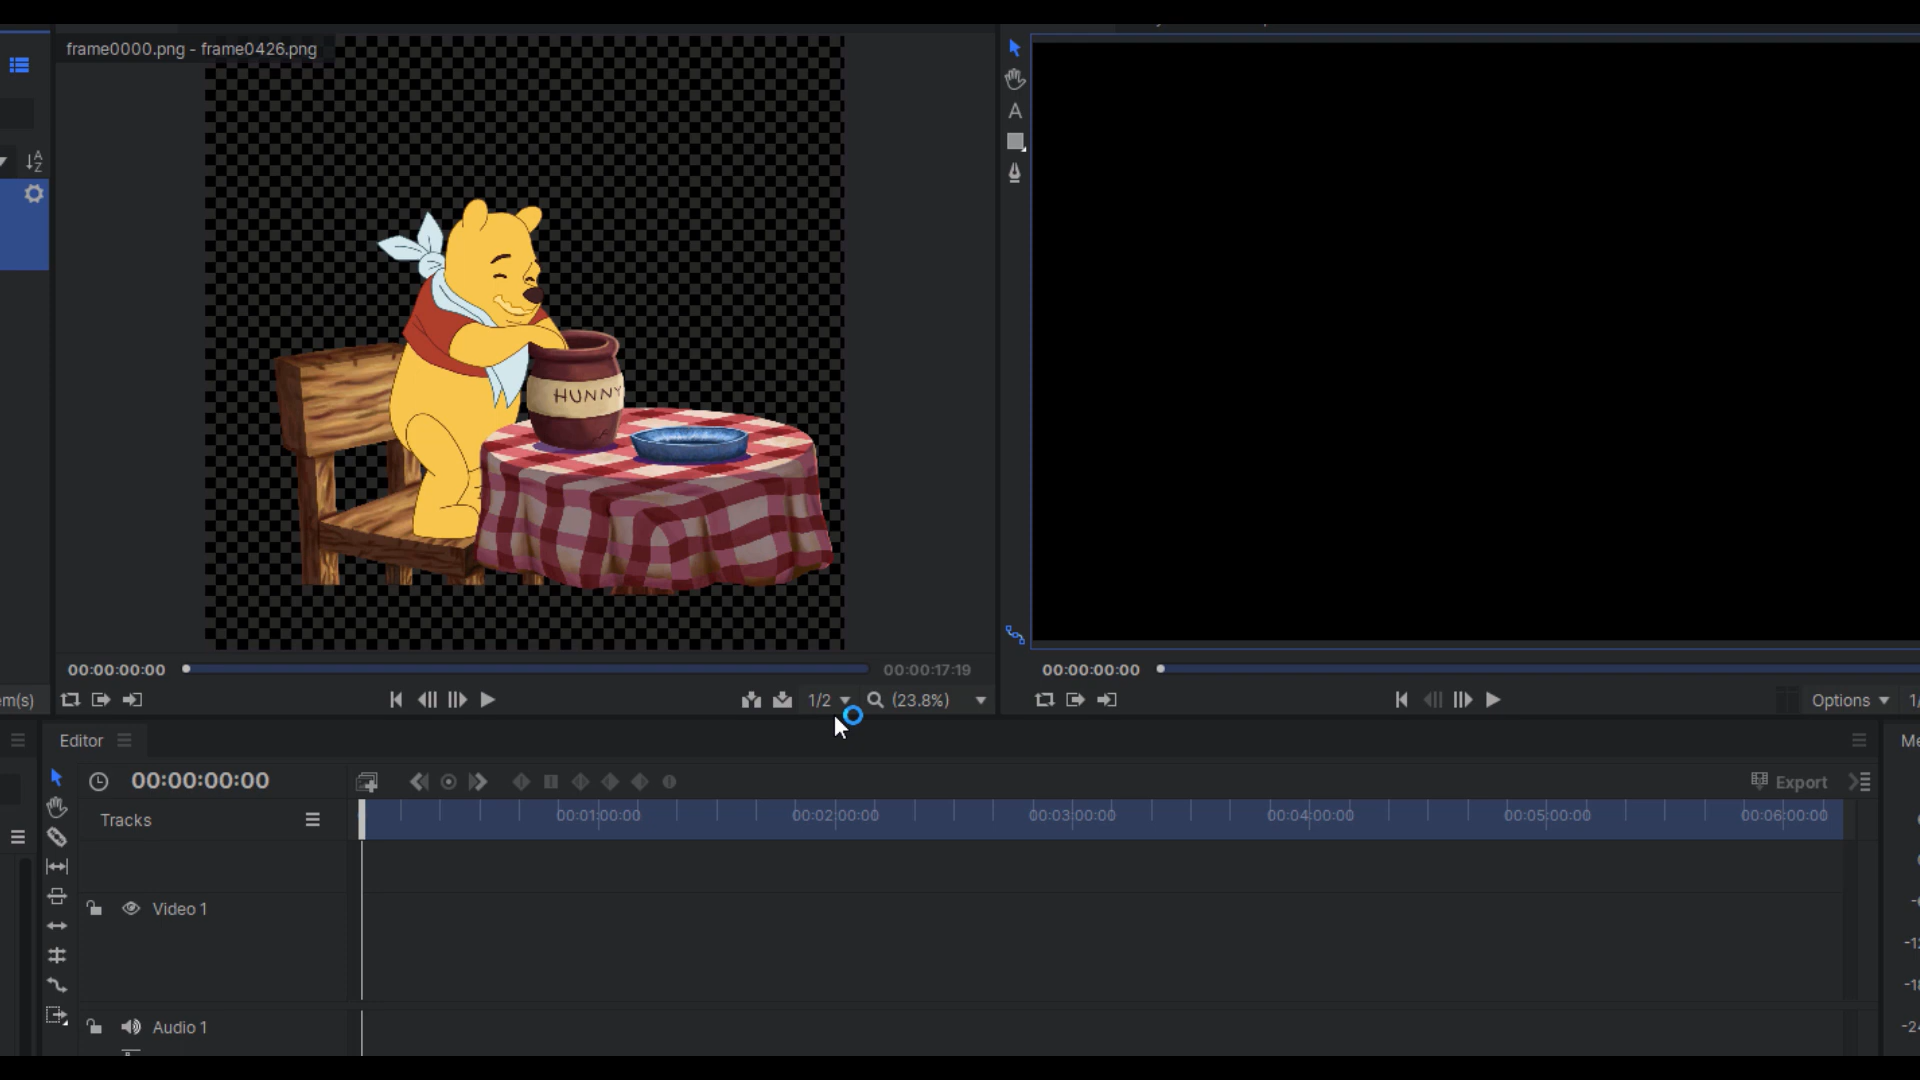 frame0000.png - frame0426.png
A
Z
HUNNY
A
00:00:00:00
00:00:17:19
00:00:00:00
1/2
(23.8%)
Options
Editor
00:00:00:00
Export
Tracks
00:01:00:00
00:02:00:00
00:03:00:00
00:04:00:00
00:05:00:00
00:06:00:00
Video 1
Audio 1